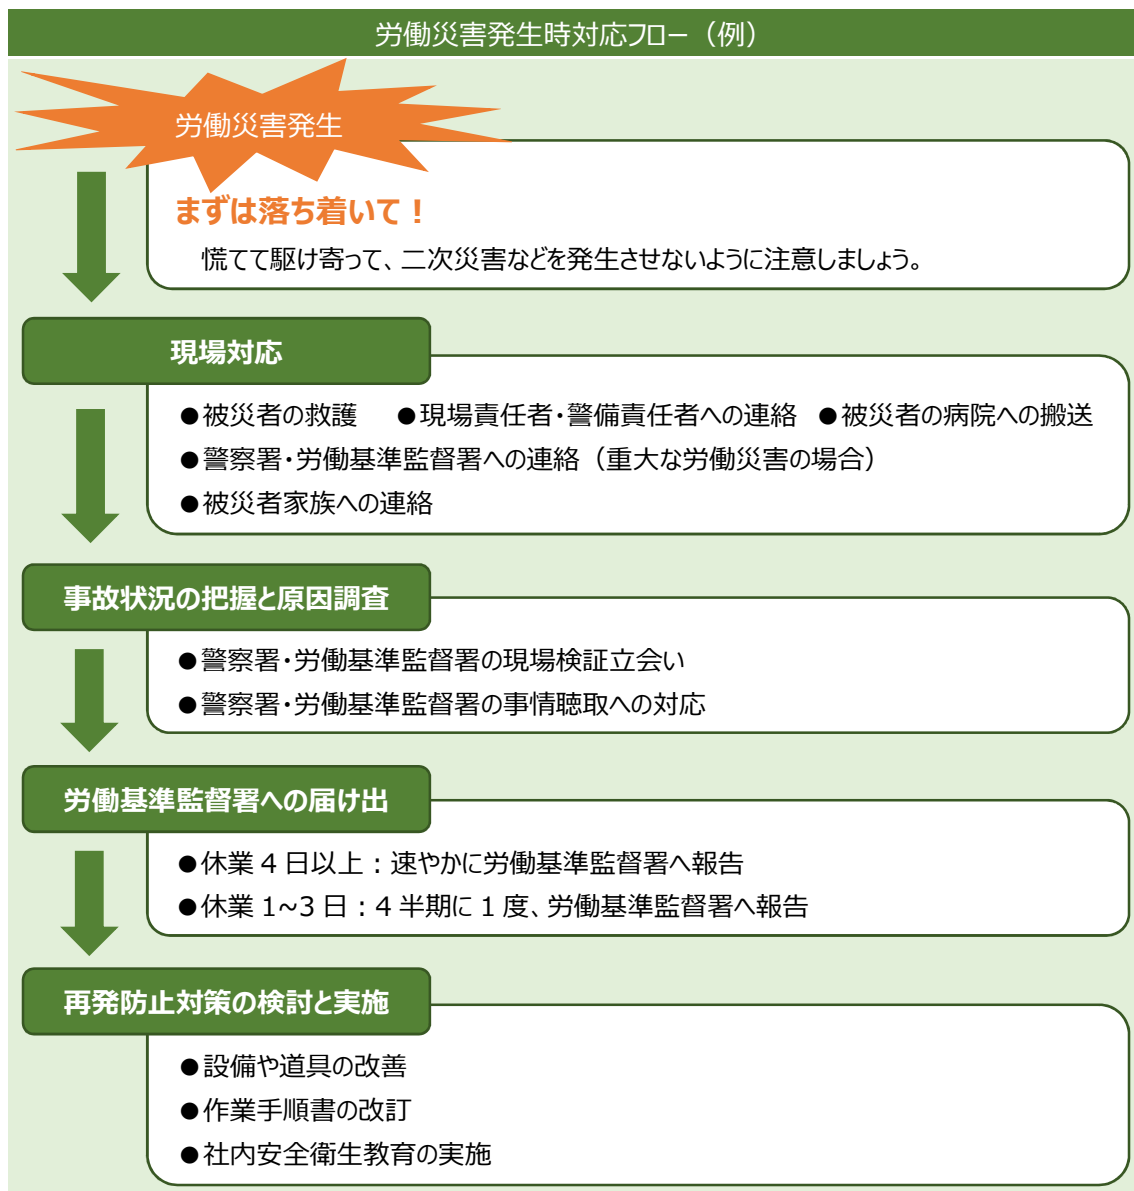 労働災害発生時対応フロー（例）
労働災害発生
まずは落ち着いて！
慌てて駆け寄って、二次災害などを発生させないように注意しましょう。
現場対応
●被災者の救護 ●現場責任者・警備責任者への連絡 ●被災者の病院への搬送
●警察署・労働基準監督署への連絡（重大な労働災害の場合）
●被災者家族への連絡
事故状況の把握と原因調査
●警察署・労働基準監督署の現場検証立会い
●警察署・労働基準監督署の事情聴取への対応
労働基準監督署への届け出
●休業 4 日以上：速やかに労働基準監督署へ報告
●休業 1~3 日：4 半期に 1 度、労働基準監督署へ報告
再発防止対策の検討と実施
●設備や道具の改善
●作業手順書の改訂
●社内安全衛生教育の実施